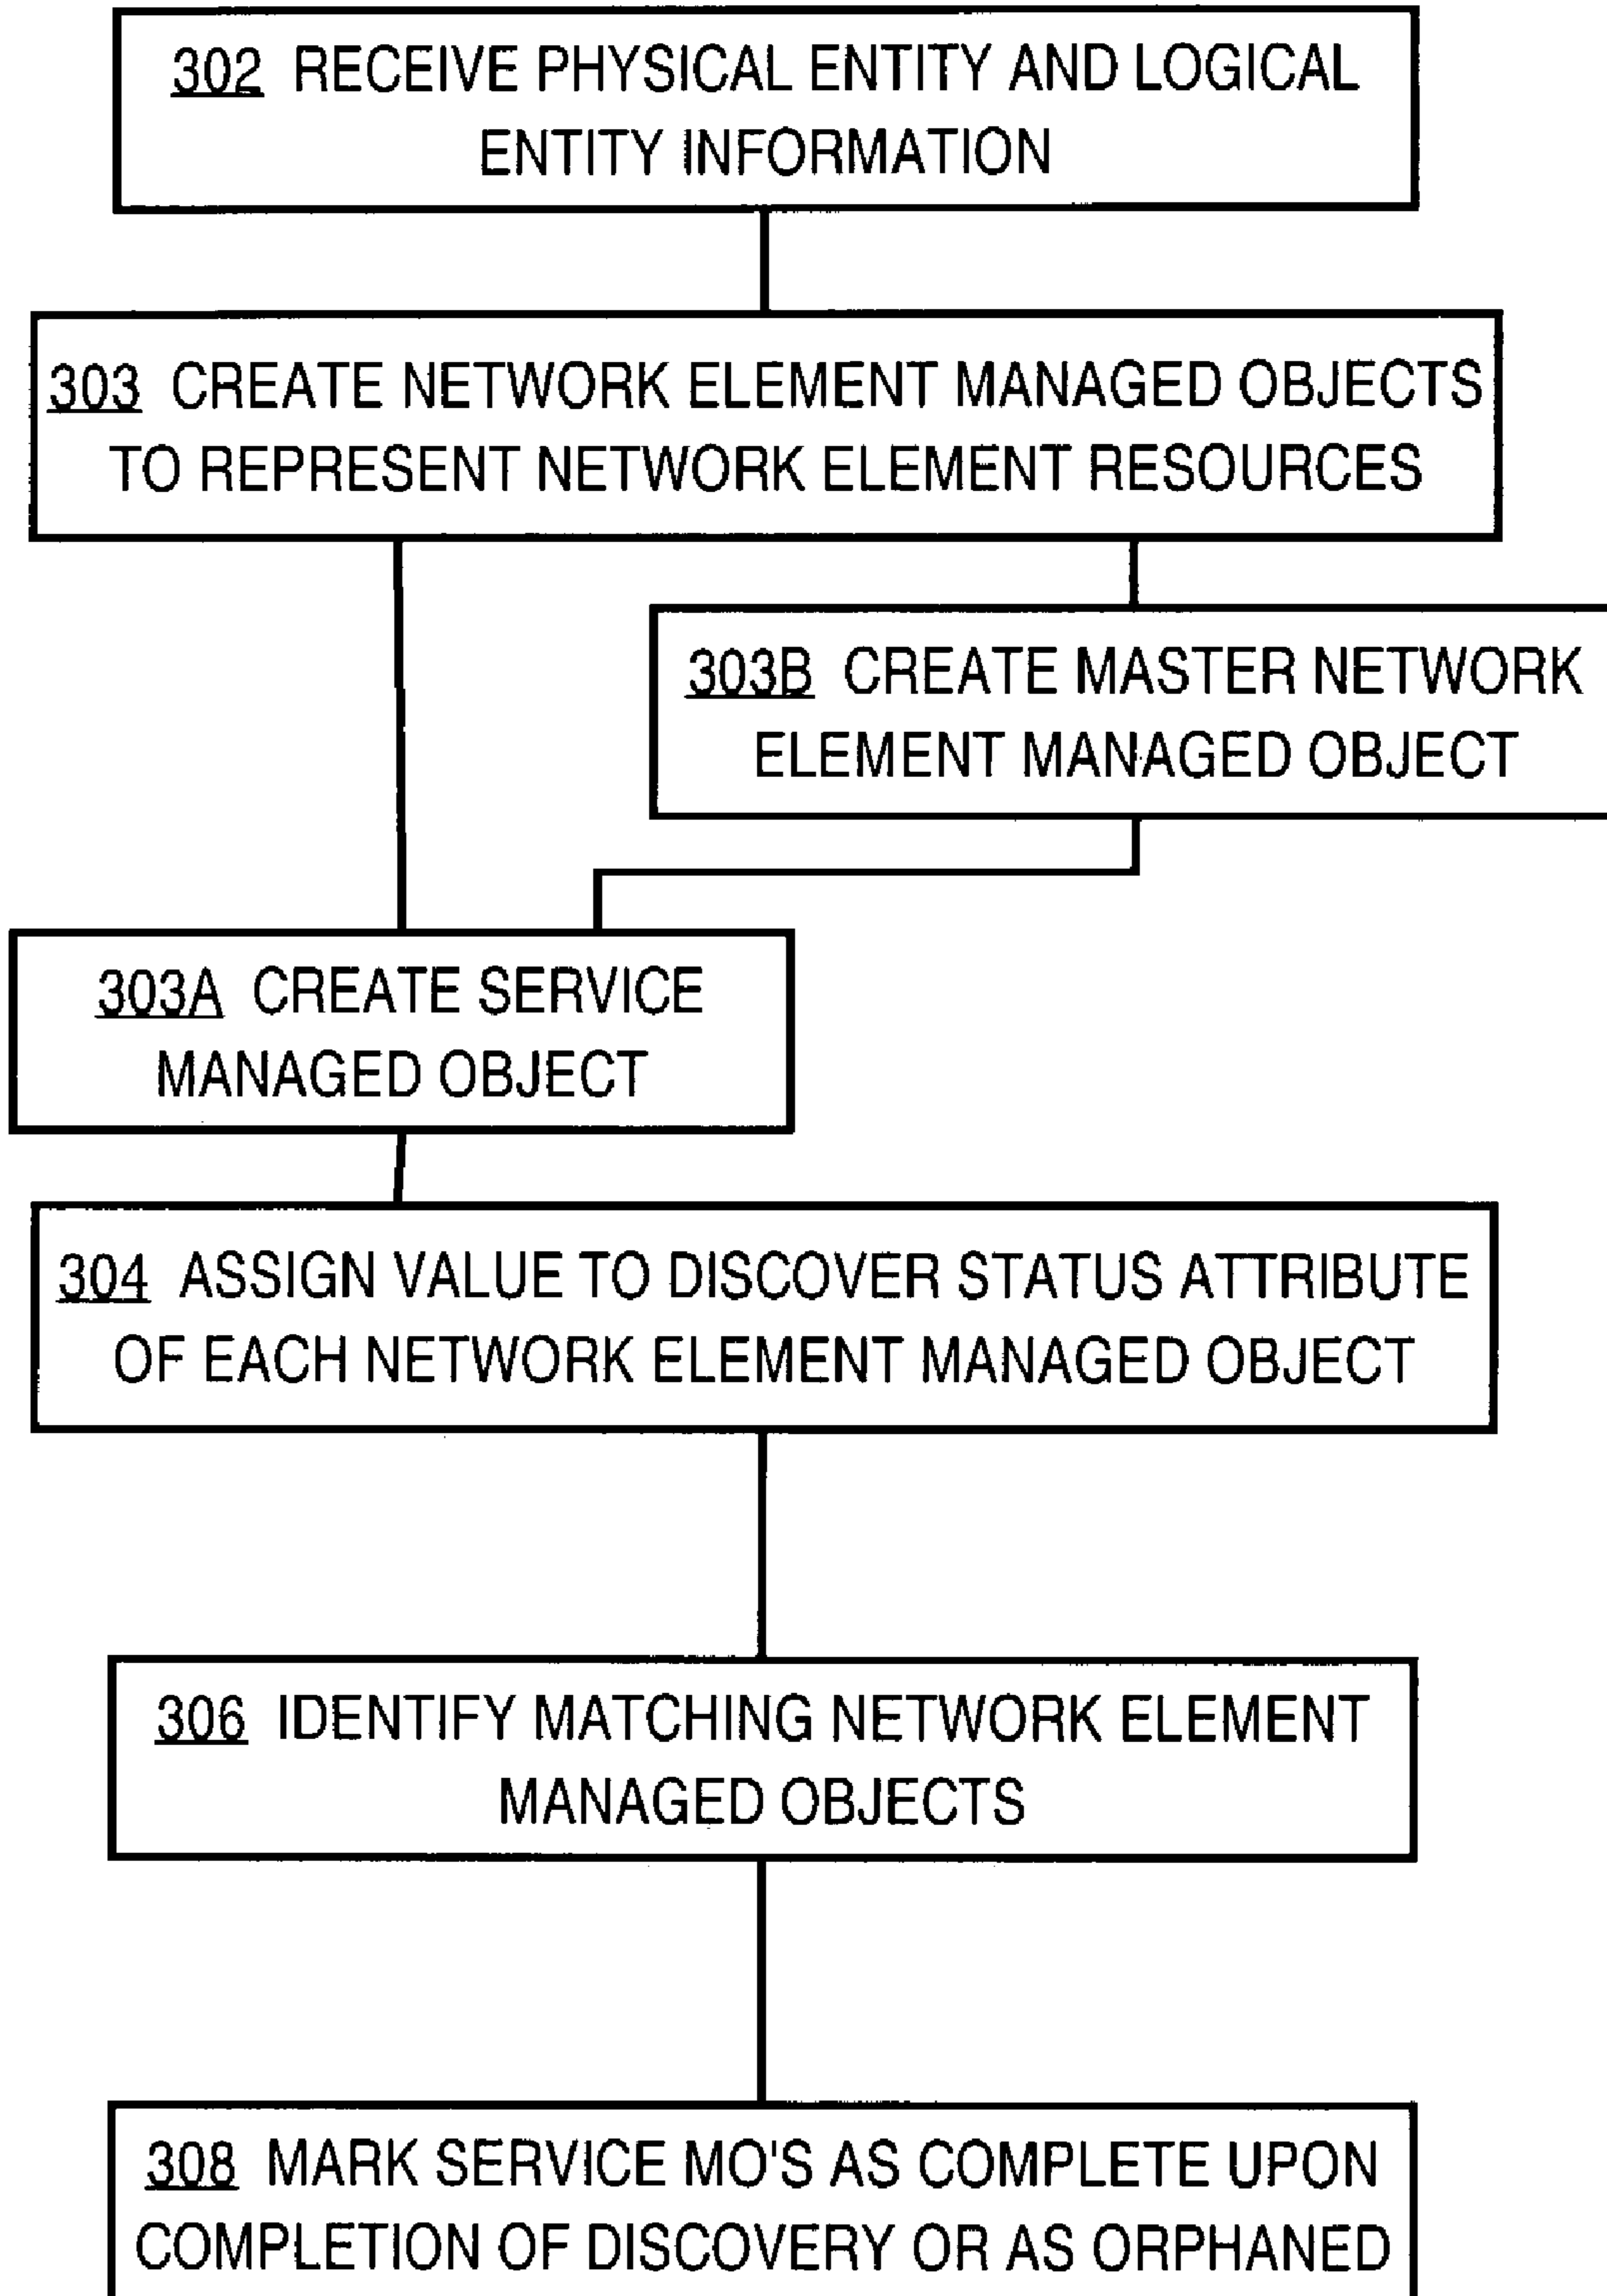 302 RECEIVE PHYSICAL ENTITY AND LOGICAL
ENTITY INFORMATION
303 CREATE NETWORK ELEMENT MANAGED OBJECTS
TO REPRESENT NETWORK ELEMENT RESOURCES
303B CREATE MASTER NETWORK
ELEMENT MANAGED OBJECT
303A CREATE SERVICE
MANAGED OBJECT
304 ASSIGN VALUE TO DISCOVER STATUS ATTRIBUTE
OF EACH NETWORK ELEMENT MANAGED OBJECT
306 IDENTIFY MATCHING NETWORK ELEMENT
MANAGED OBJECTS
308 MARK SERVICE MO'S AS COMPLETE UPON
COMPLETION OF DISCOVERY OR AS ORPHANED